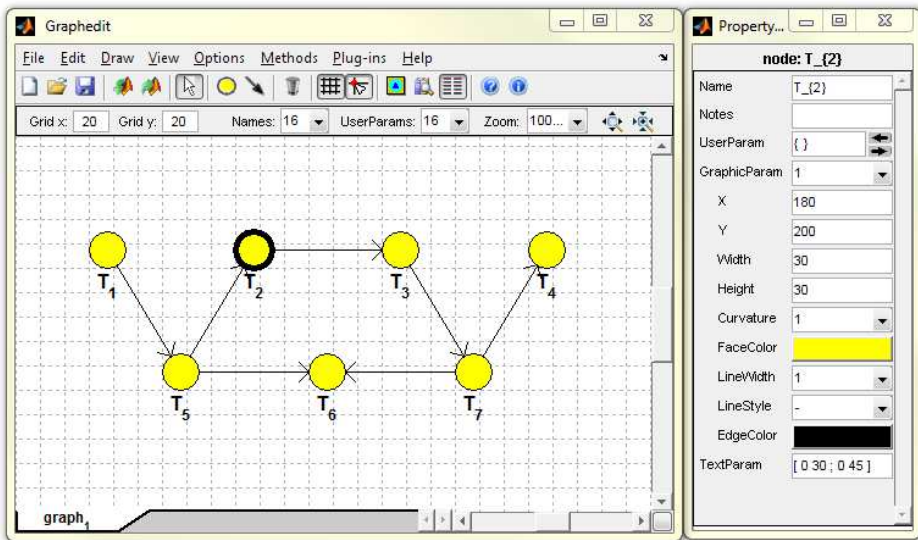 Graphedit
File Edit Draw View Options Methods Plug-ins Help
Grid x: 20 Grid y: 20 Names: 16 UserParams: 16 Zoom: 100...
T1 T2 T3 T4
T5 T6 T7
graph1
Property...
node: T_{2}
Name T_{2}
Notes
UserParam { }
GraphicParam 1
X 180
Y 200
Width 30
Height 30
Curvature 1
FaceColor
LineWidth 1
LineStyle -
EdgeColor
TextParam [ 0 30 ; 0 45 ]